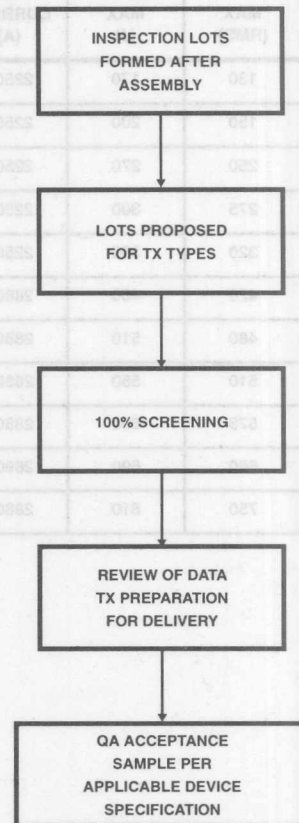 INSPECTION LOTS
FORMED AFTER
ASSEMBLY
LOTS PROPOSED
FOR TX TYPES
100% SCREENING
REVIEW OF DATA
TX PREPARATION
FOR DELIVERY
QA ACCEPTANCE
SAMPLE PER
APPLICABLE DEVICE
SPECIFICATION